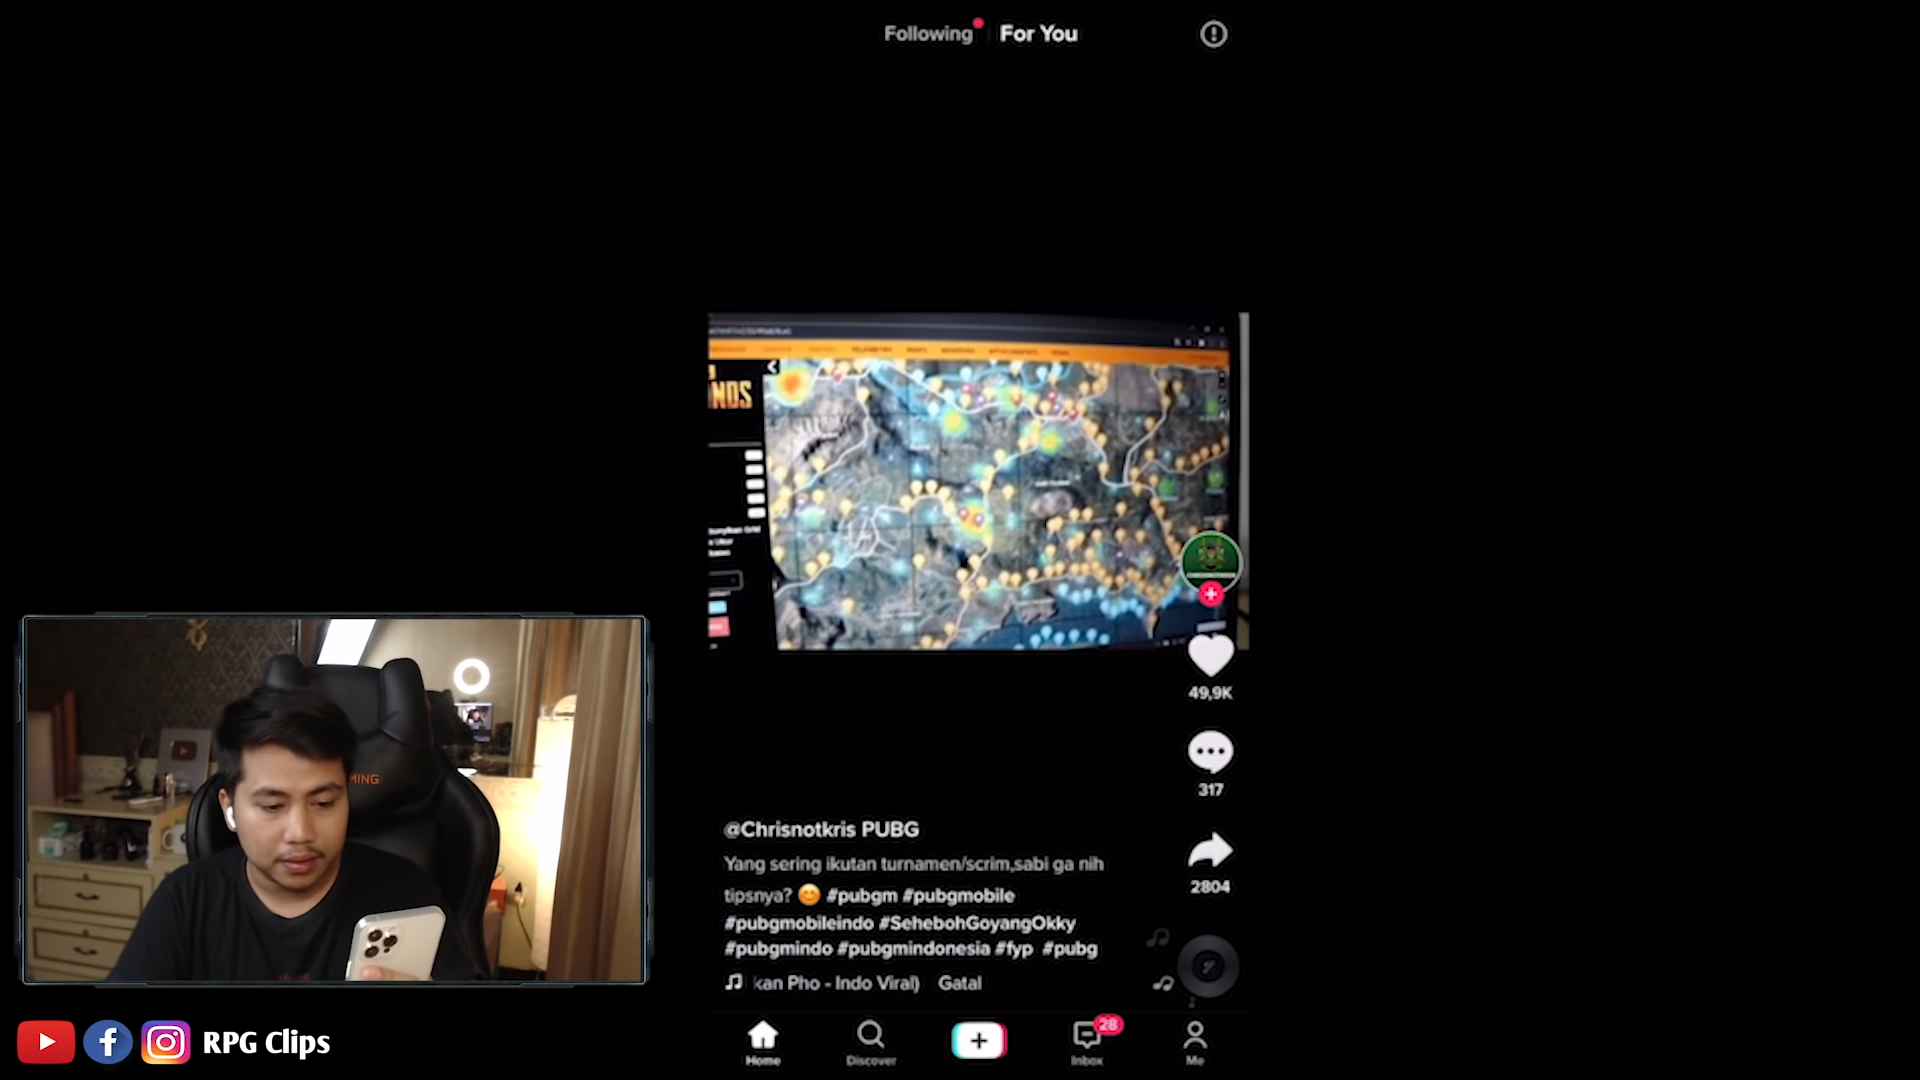 Following
For You
NDS
@Chrisnotkris PUBG
Yang sering ikutan turnamen/scrim,sabi ga nih
tipsnya? 😊 #pubgm #pubgmobile
#pubgmobileindo #SehebohGoyangOkky
#pubgmindo #pubgmindonesia #fyp #pubg
kan Pho - Indo Viral) Gatal
49,9K
317
2804
Home
Discover
28
Inbox
Me
MING
RPG Clips